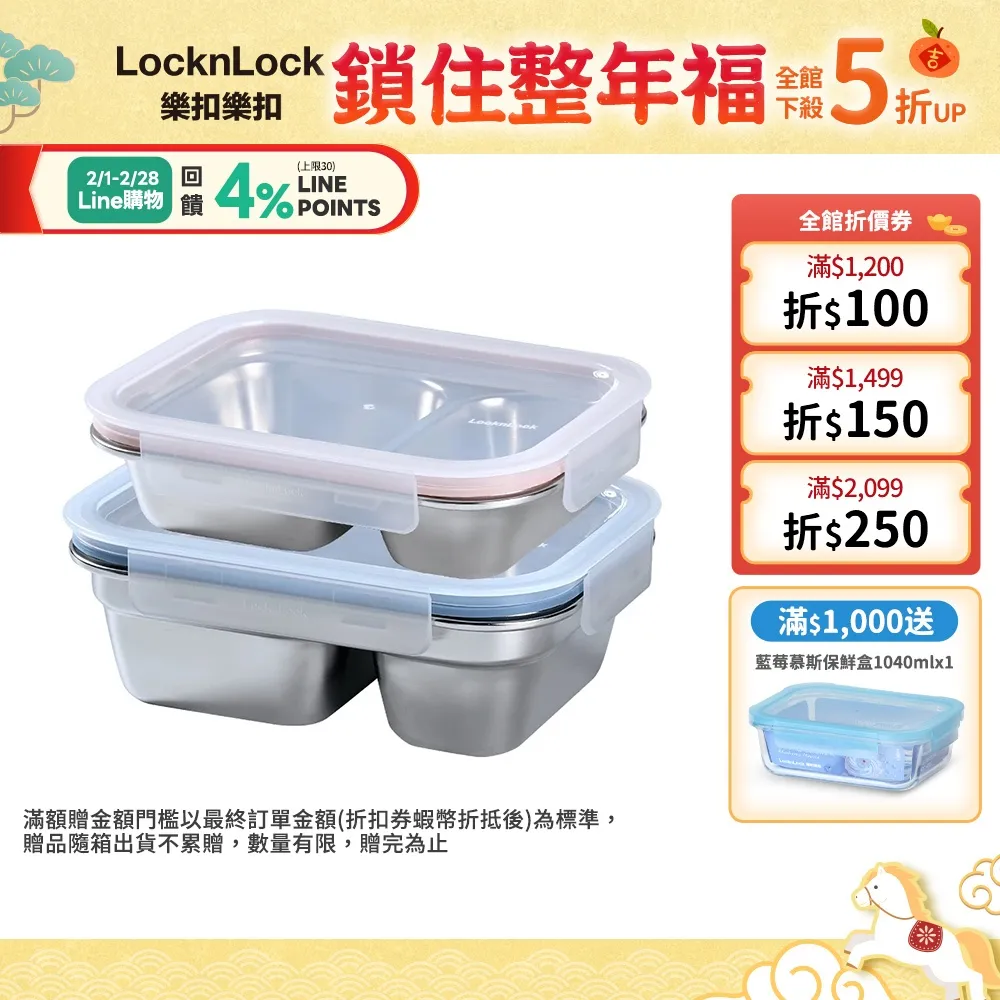 LocknLock
樂扣樂扣
鎖住整年福
全館
下殺
5折UP
吉
2/1-2/28
Line購物
回饋
4%
(上限30)
LINE
POINTS
全館折價券
滿$1,200
折$100
滿$1,499
折$150
滿$2,099
折$250
滿$1,000送
藍莓慕斯保鮮盒1040mlx1
LocknLock
LocknLock
LocknLock
滿額贈金額門檻以最終訂單金額(折扣券蝦幣折抵後)為標準，
贈品隨箱出貨不累贈，數量有限，贈完為止